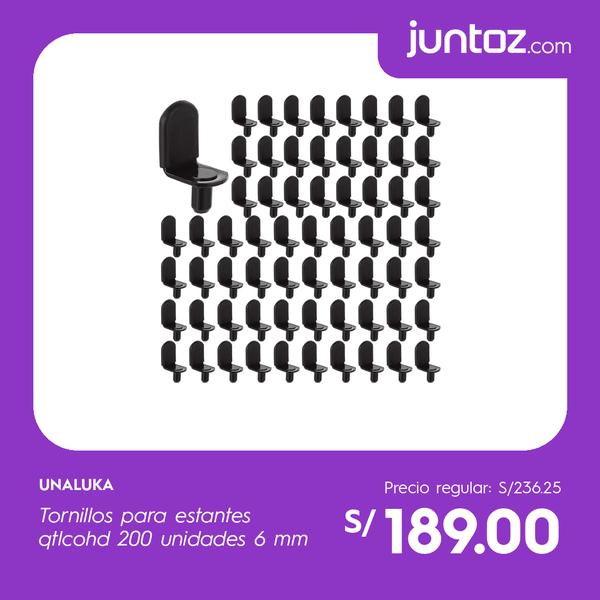 juntoz.com
UNALUKA
Tornillos para estantes
qtlcohd 200 unidades 6 mm
Precio regular: S/236.25
S/189.00